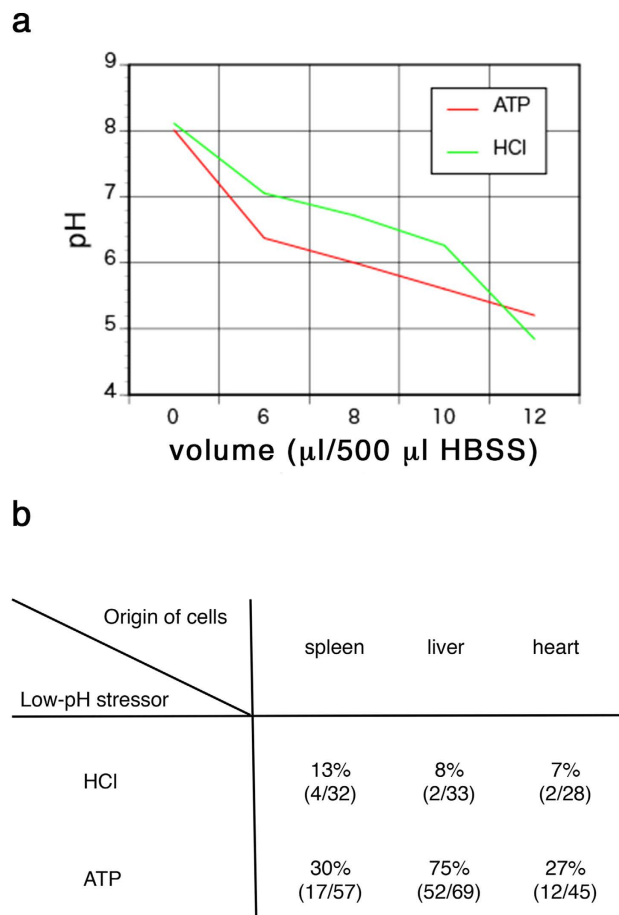 a
9
8
7
6
5
4
pH
ATP
HCl
0 6 8 10 12
volume (μl/500 μl HBSS)
b
Origin of cells
Low-pH stressor
spleen liver heart
HCl
13% 8% 7%
(4/32) (2/33) (2/28)
ATP
30% 75% 27%
(17/57) (52/69) (12/45)